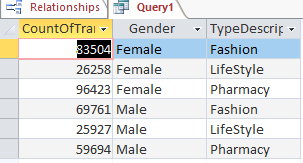 Relationships Query1
CountOfTra Gender TypeDescrip
83504 Female Fashion
26258 Female LifeStyle
96423 Female Pharmacy
69761 Male Fashion
25927 Male LifeStyle
59694 Male Pharmacy